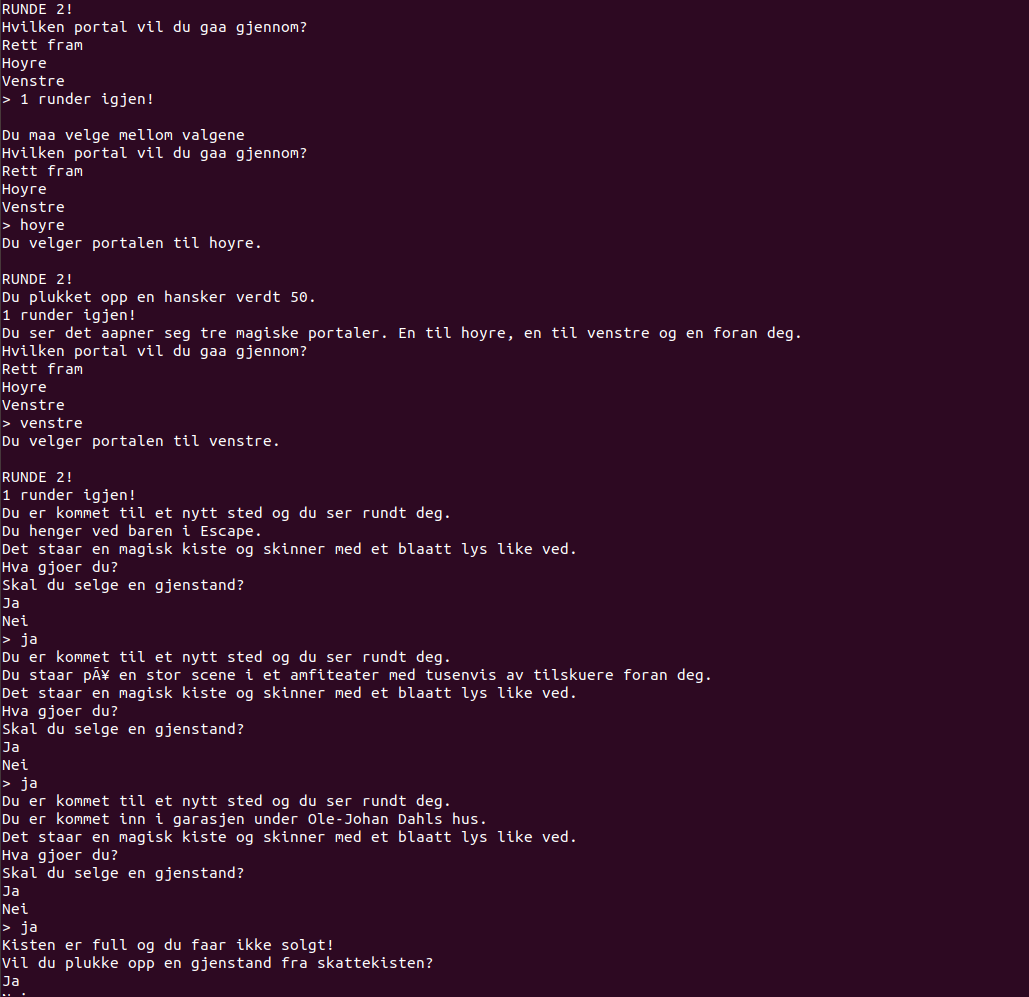 RUNDE 2!
Hvilken portal vil du gaa gjennom?
Rett fram
Hoyre
Venstre
> 1 runder igjen!
Du maa velge mellom valgene
Hvilken portal vil du gaa gjennom?
Rett fram
Hoyre
Venstre
> hoyre
Du velger portalen til hoyre.
RUNDE 2!
Du plukket opp en hansker verdt 50.
1 runder igjen!
Du ser det aapner seg tre magiske portaler. En til hoyre, en til venstre og en foran deg.
Hvilken portal vil du gaa gjennom?
Rett fram
Hoyre
Venstre
> venstre
Du velger portalen til venstre.
RUNDE 2!
1 runder igjen!
Du er kommet til et nytt sted og du ser rundt deg.
Du henger ved baren i Escape.
Det staar en magisk kiste og skinner med et blaatt lys like ved.
Hva gjoer du?
Skal du selge en gjenstand?
Ja
Nei
> ja
Du er kommet til et nytt sted og du ser rundt deg.
Du staar pÃ¥ en stor scene i et amfiteater med tusenvis av tilskuere foran deg.
Det staar en magisk kiste og skinner med et blaatt lys like ved.
Hva gjoer du?
Skal du selge en gjenstand?
Ja
Nei
> ja
Du er kommet til et nytt sted og du ser rundt deg.
Du er kommet inn i garasjen under Ole-Johan Dahls hus.
Det staar en magisk kiste og skinner med et blaatt lys like ved.
Hva gjoer du?
Skal du selge en gjenstand?
Ja
Nei
> ja
Kisten er full og du faar ikke solgt!
Vil du plukke opp en gjenstand fra skattekisten?
Ja